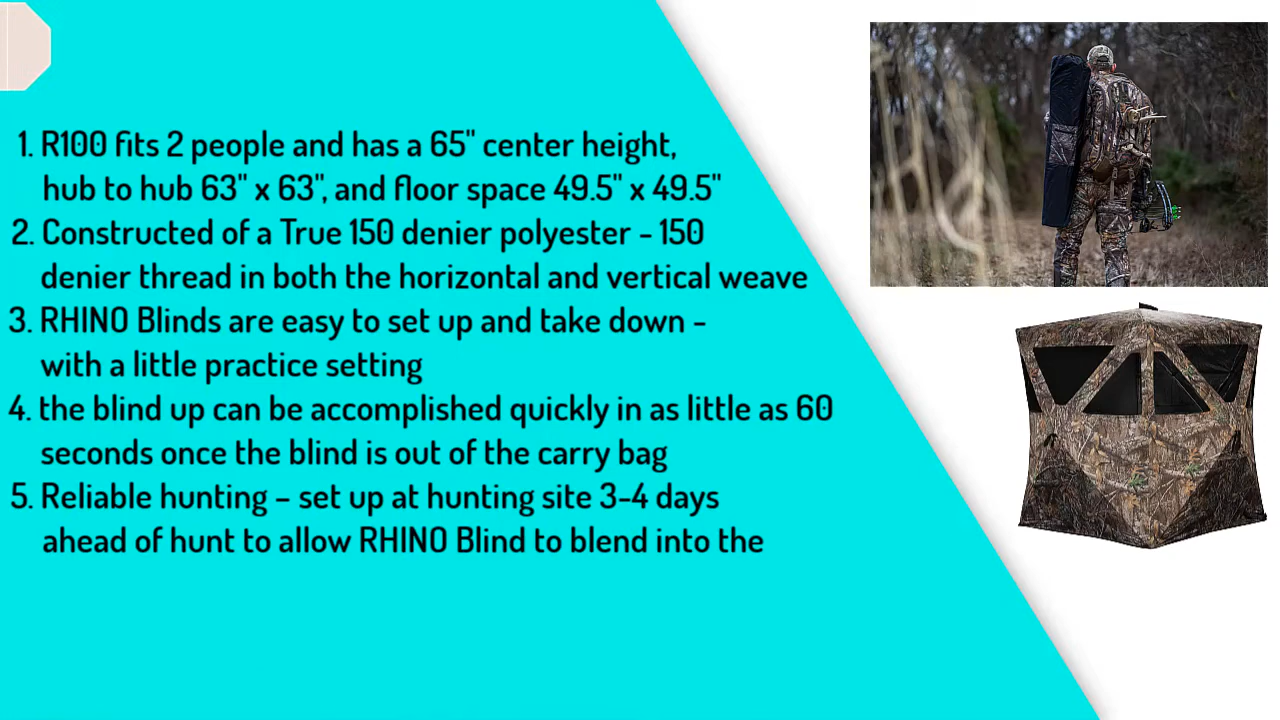 1. R100 fits 2 people and has a 65" center height,
hub to hub 63" x 63", and floor space 49.5" x 49.5"
2. Constructed of a True 150 denier polyester - 150
denier thread in both the horizontal and vertical weave
3. RHINO Blinds are easy to set up and take down -
with a little practice setting
4. the blind up can be accomplished quickly in as little as 60
seconds once the blind is out of the carry bag
5. Reliable hunting – set up at hunting site 3-4 days
ahead of hunt to allow RHINO Blind to blend into the